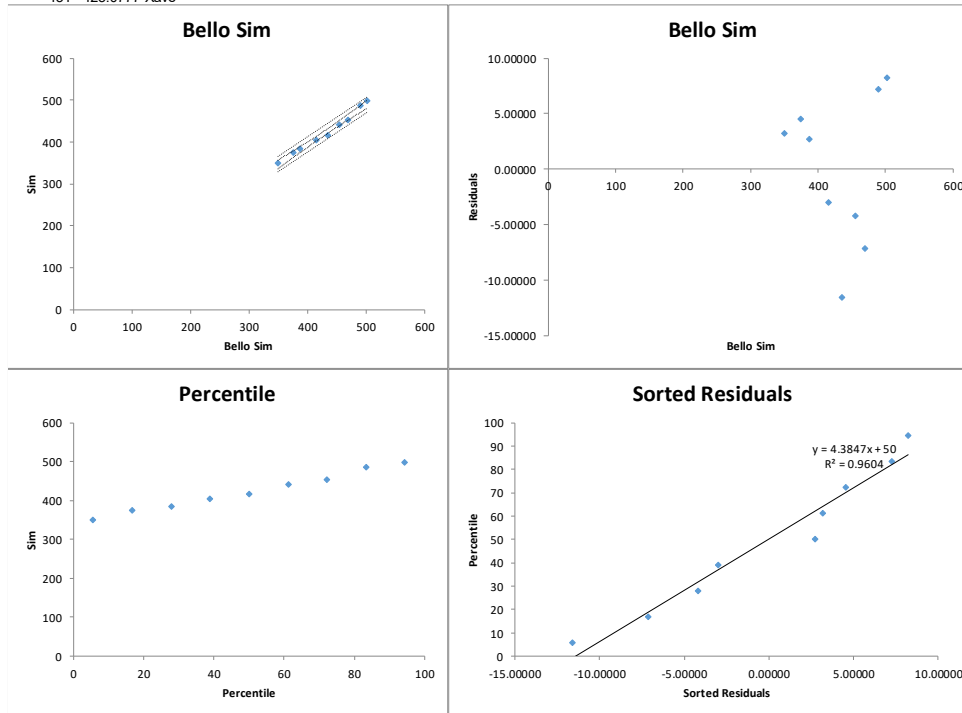 Bello Sim
600
500
400
300
200
100
0
0 100 200 300 400 500 600
Sim
Bello Sim
Bello Sim
10.00000
5.00000
0.00000
0 100 200 300 400 500 600
-5.00000
-10.00000
-15.00000
Residuals
Bello Sim
Percentile
600
500
400
300
200
100
0
0 20 40 60 80 100
Sim
Percentile
Sorted Residuals
100
90
80
70
60
50
40
30
20
10
0
y = 4.3847x + 50
R² = 0.9604
-15.00000 -10.00000 -5.00000 0.00000 5.00000 10.00000
Percentile
Sorted Residuals